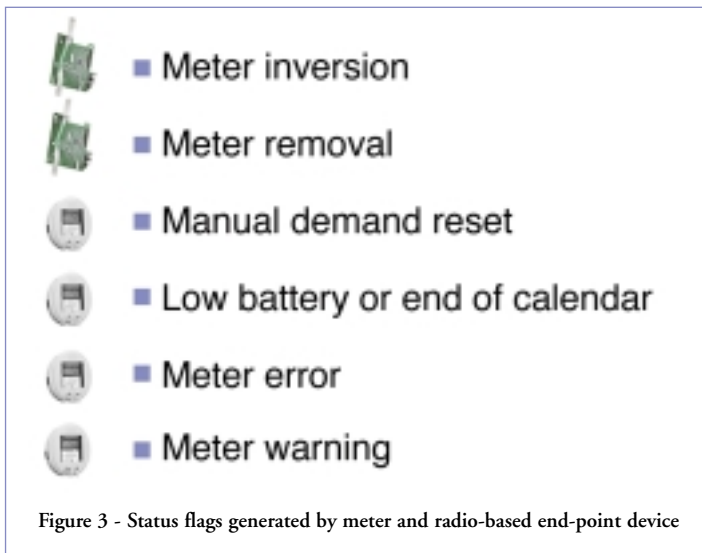 Meter inversion
Meter removal
Manual demand reset
Low battery or end of calendar
Meter error
Meter warning
Figure 3 - Status flags generated by meter and radio-based end-point device